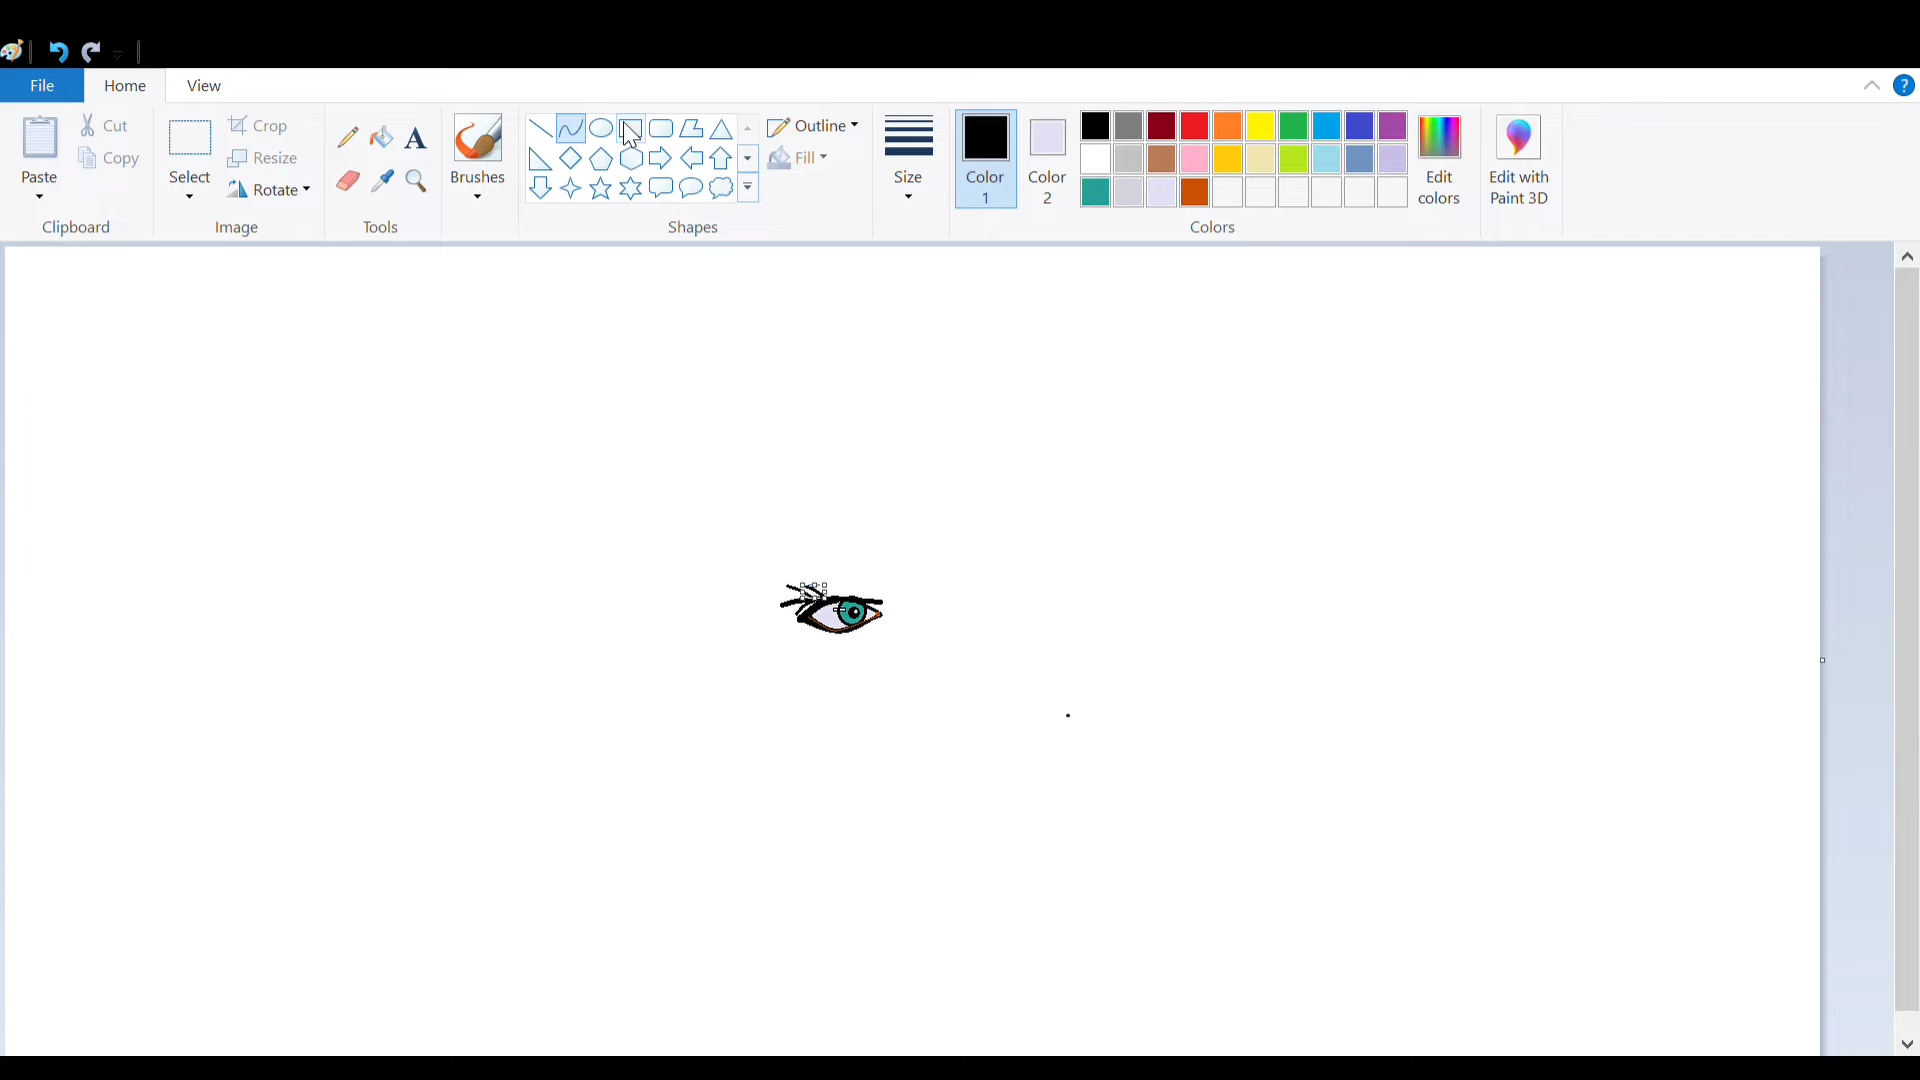 File Home View ?
Paste
Cut
Copy
Clipboard
Select
Crop
Resize
Rotate
Image
A
Tools
Brushes
Outline
Fill
Shapes
Size
Color
1
Color
2
Edit
colors
Colors
Edit with
Paint 3D